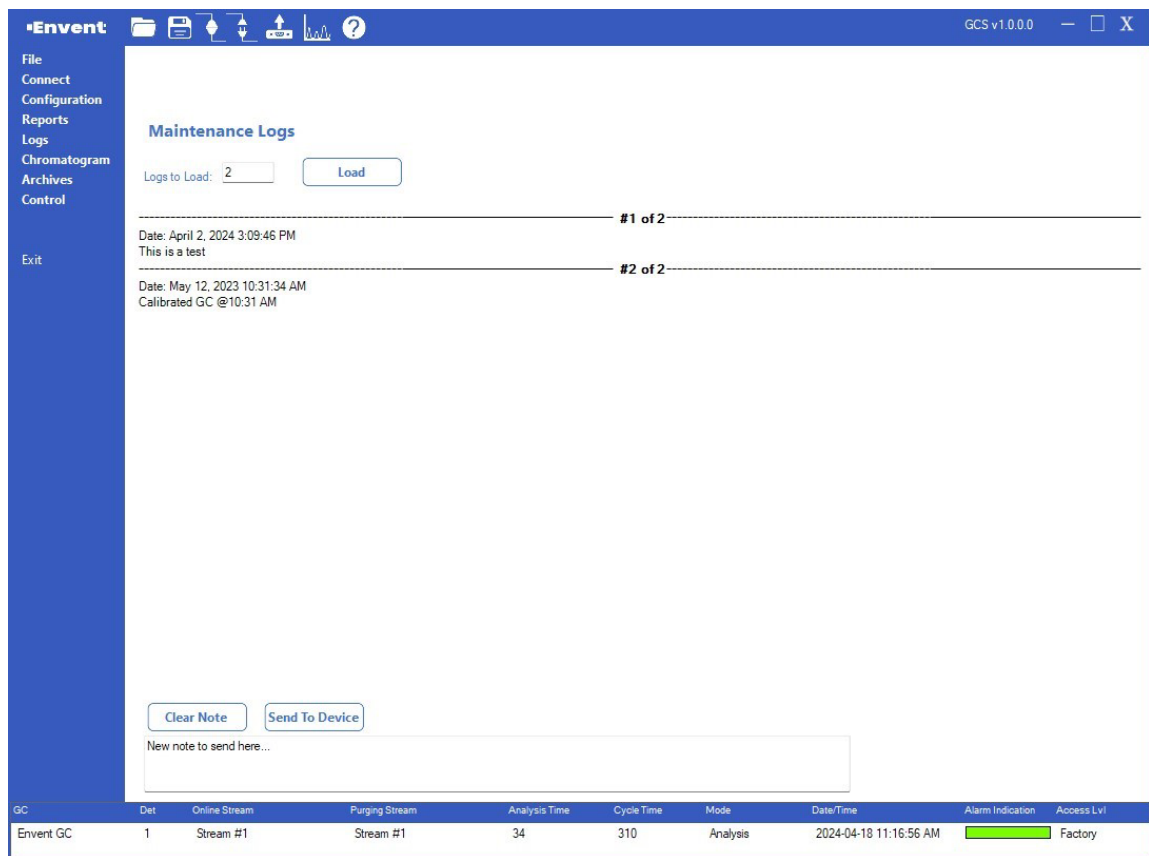 Envent
GCS v1.0.0.0
X
File
Connect
Configuration
Reports
Logs
Chromatogram
Archives
Control
Exit
Maintenance Logs
Logs to Load: 2 Load
#1 of 2
Date: April 2, 2024 3:09:46 PM
This is a test
#2 of 2
Date: May 12, 2023 10:31:34 AM
Calibrated GC @10:31 AM
Clear Note Send To Device
New note to send here...
GC Det Online Stream Purging Stream Analysis Time Cycle Time Mode Date/Time Alarm Indication Access Lvl
Envent GC 1 Stream #1 Stream #1 34 310 Analysis 2024-04-18 11:16:56 AM Factory